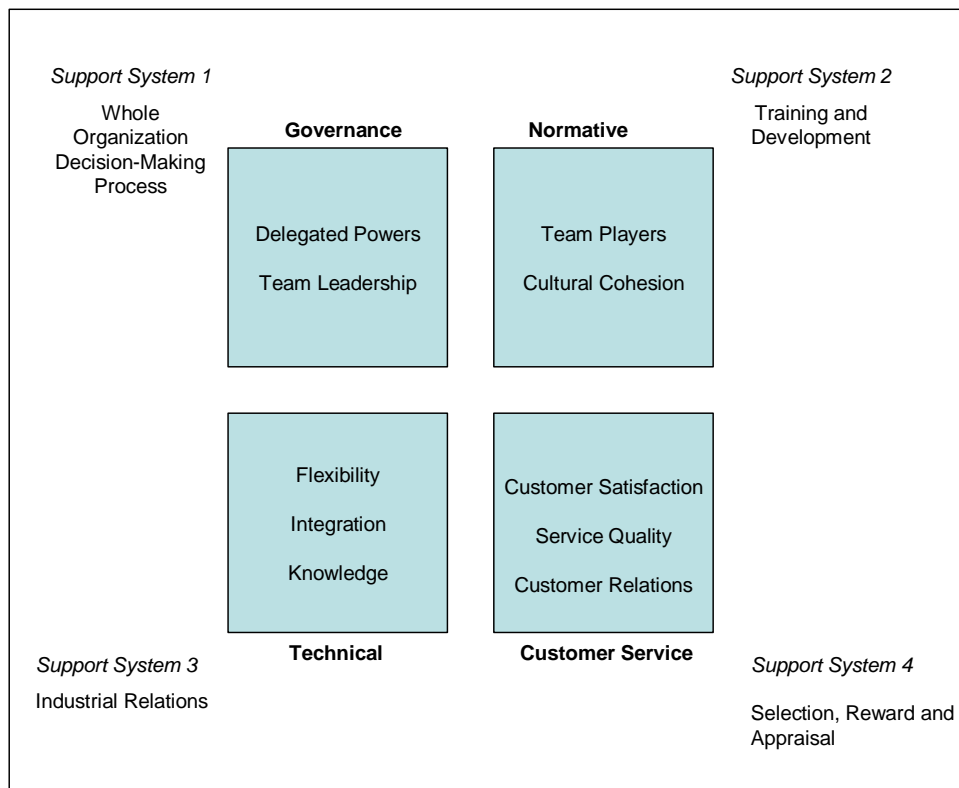 Support System 1
Whole
Organization
Decision-Making
Process
Support System 2
Training and
Development
Governance
Normative
Delegated Powers
Team Leadership
Team Players
Cultural Cohesion
Flexibility
Integration
Knowledge
Customer Satisfaction
Service Quality
Customer Relations
Technical
Customer Service
Support System 3
Industrial Relations
Support System 4
Selection, Reward and
Appraisal